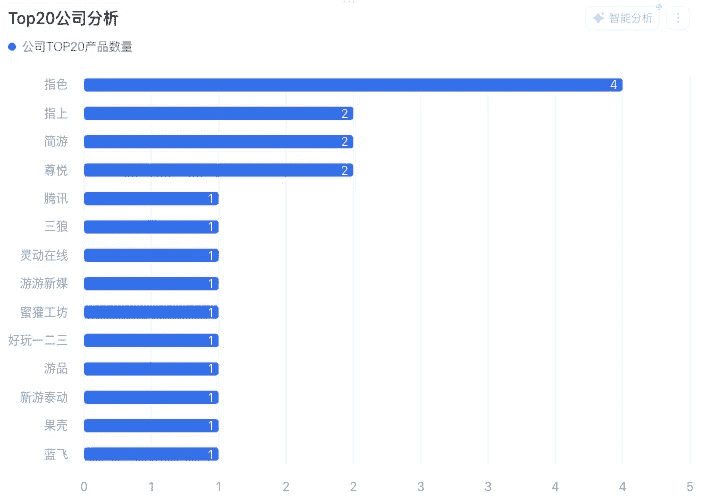 Top20公司分析
智能分析
公司TOP20产品数量
指色 4
指上 2
简游 2
尊悦 2
腾讯 1
三狼 1
灵动在线 1
游游新媒 1
蜜獾工坊 1
好玩一二三 1
游品 1
新游泰动 1
果壳 1
蓝飞 1
0 1 1 2 2 3 3 4 4 5